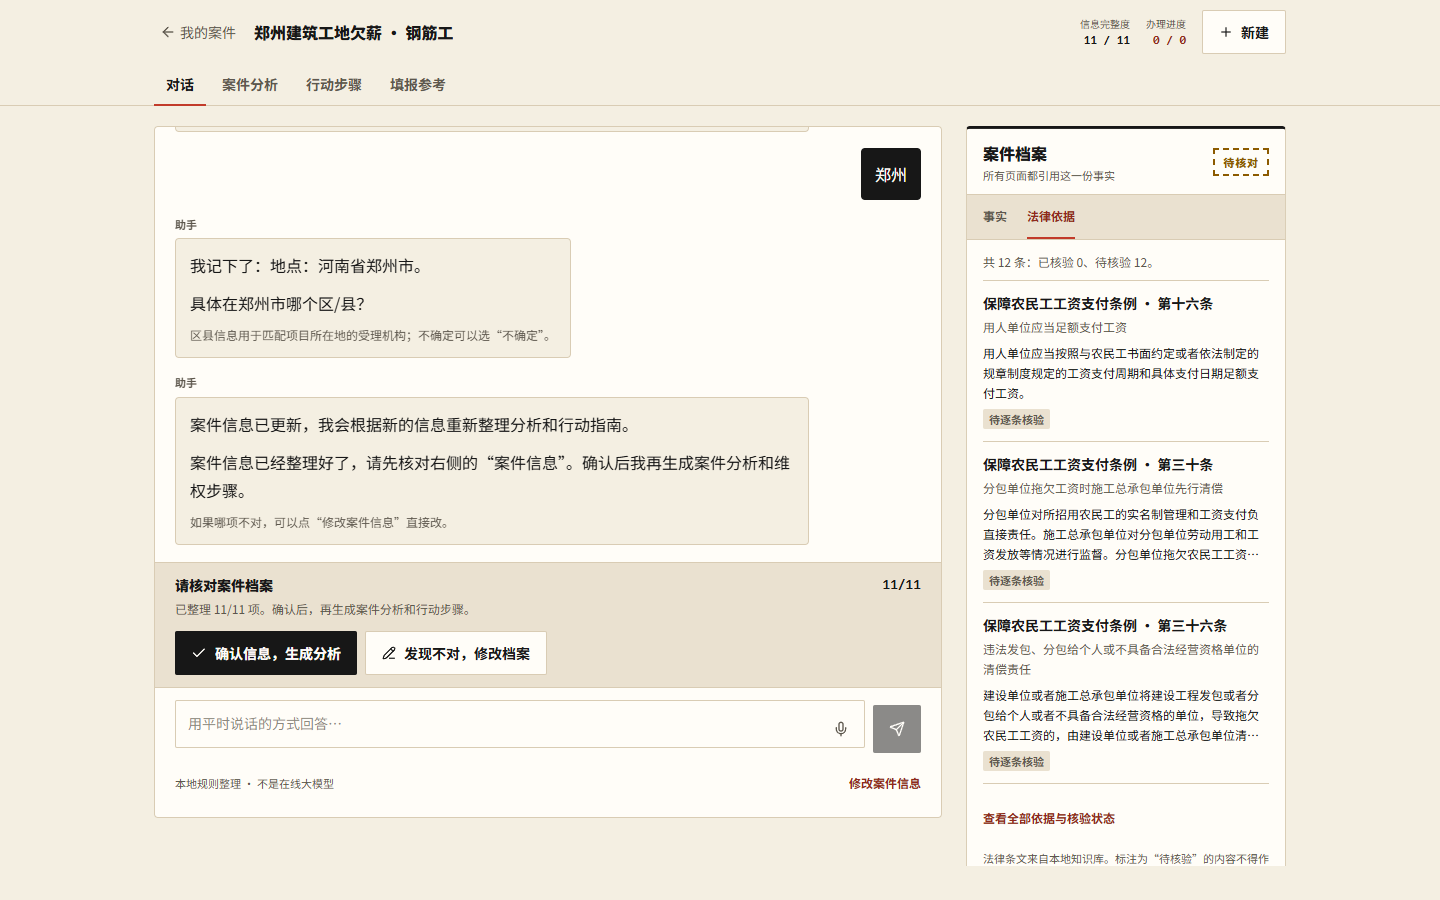 我的案件
郑州建筑工地欠薪 · 钢筋工
信息完整度
11 / 11
办理进度
0 / 0
新建
对话
案件分析
行动步骤
填报参考
郑州
助手
我记下了：地点：河南省郑州市。
具体在郑州市哪个区/县？
区县信息用于匹配项目所在地的受理机构；不确定可以选“不确定”。
助手
案件信息已更新，我会根据新的信息重新整理分析和行动指南。
案件信息已经整理好了，请先核对右侧的“案件信息”。确认后我再生成案件分析和维
权步骤。
如果哪项不对，可以点“修改案件信息”直接改。
请核对案件档案
11/11
已整理 11/11 项。确认后，再生成案件分析和行动步骤。
确认信息，生成分析
发现不对，修改档案
用平时说话的方式回答…
本地规则整理 · 不是在线大模型
修改案件信息
案件档案
所有页面都引用这一份事实
待核对
事实
法律依据
共 12 条：已核验 0、待核验 12。
保障农民工工资支付条例 · 第十六条
用人单位应当足额支付工资
用人单位应当按照与农民工书面约定或者依法制定的
规章制度规定的工资支付周期和具体支付日期足额支
付工资。
待逐条核验
保障农民工工资支付条例 · 第三十条
分包单位拖欠工资时施工总承包单位先行清偿
分包单位对所招用农民工的实名制管理和工资支付负
直接责任。施工总承包单位对分包单位劳动用工和工
资发放等情况进行监督。分包单位拖欠农民工工资…
待逐条核验
保障农民工工资支付条例 · 第三十六条
违法发包、分包给个人或不具备合法经营资格单位的
清偿责任
建设单位或者施工总承包单位将建设工程发包或者分
包给个人或者不具备合法经营资格的单位，导致拖欠
农民工工资的，由建设单位或者施工总承包单位清…
待逐条核验
查看全部依据与核验状态
法律条文来自本地知识库。标注为“待核验”的内容不得作